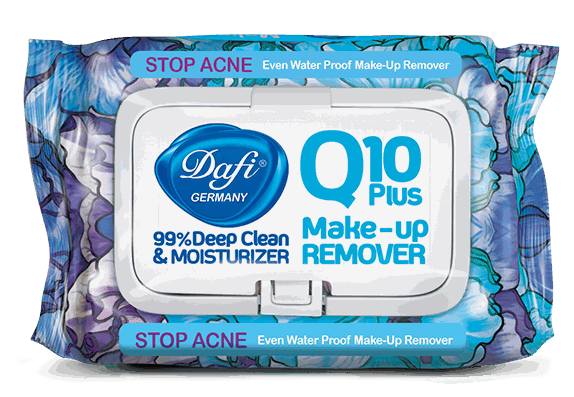 STOP ACNE Even Water Proof Make-Up Remover
Dafi®
GERMANY
99% Deep Clean
& MOISTURIZER
Q10
Plus
Make-up
REMOVER
STOP ACNE Even Water Proof Make-Up Remover